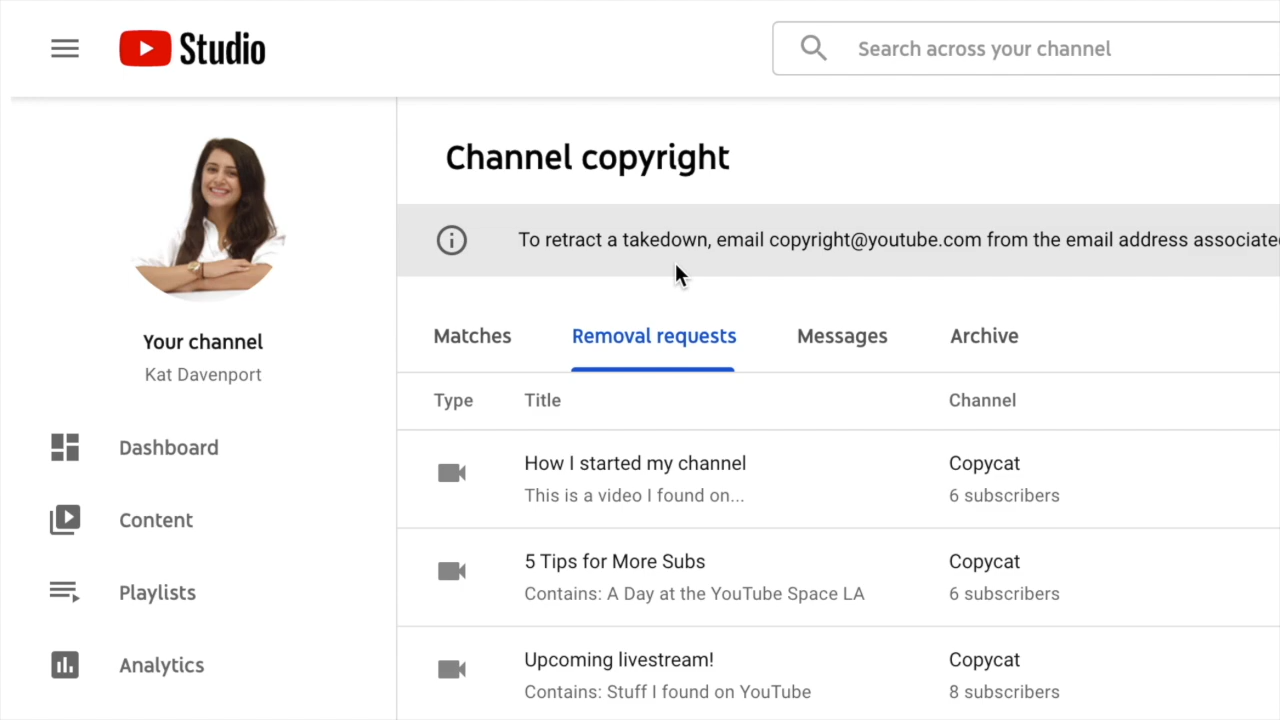 Studio
Search across your channel
Channel copyright
To retract a takedown, email copyright@youtube.com from the email address
Your channel
Kat Davenport
Dashboard
Content
Playlists
Analytics
Matches
Removal requests
Messages
Archive
Type
Title
Channel
How I started my channel
This is a video I found on...
Copycat
6 subscribers
5 Tips for More Subs
Contains: A Day at the YouTube Space LA
Copycat
6 subscribers
Upcoming livestream!
Contains: Stuff I found on YouTube
Copycat
8 subscribers